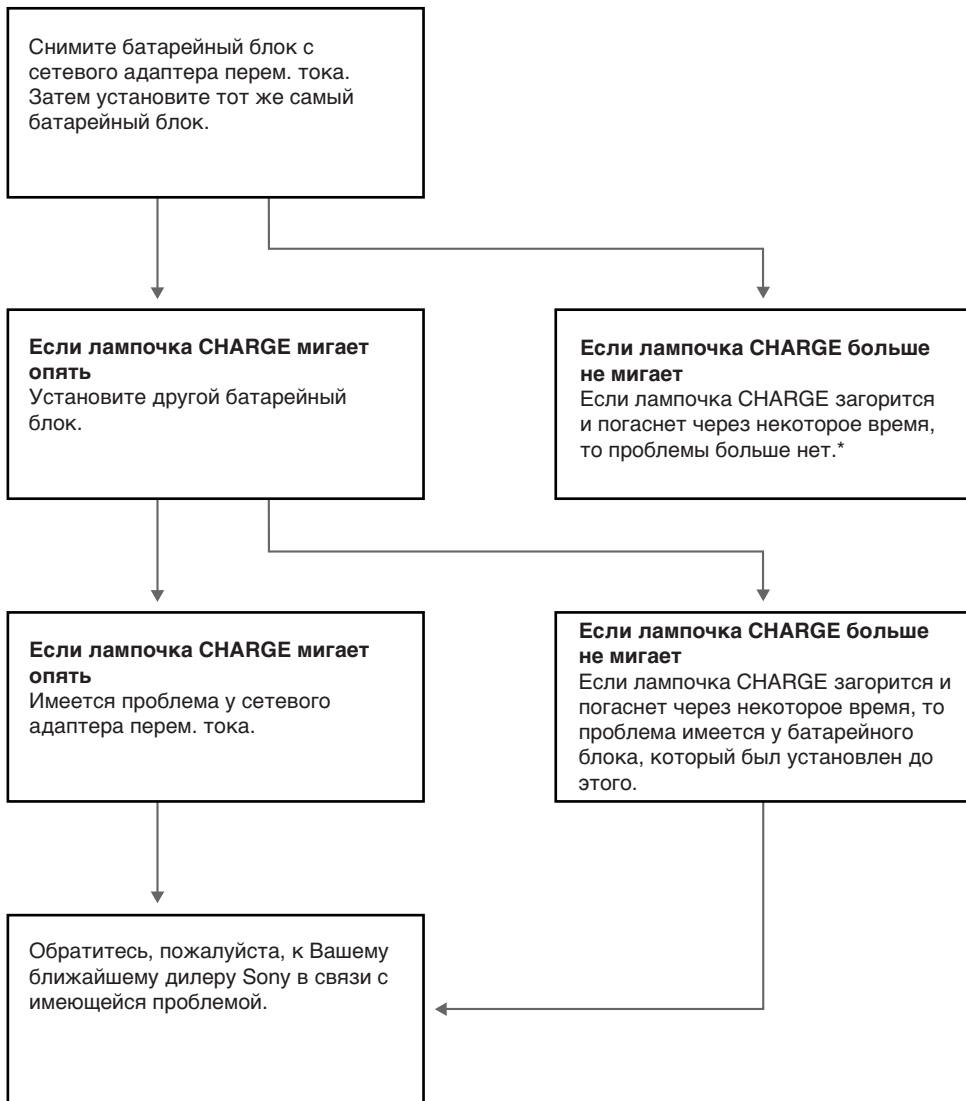 Снимите батарейный блок с
сетевого адаптера перем. тока.
Затем установите тот же самый
батарейный блок.
Если лампочка CHARGE мигает
опять
Установите другой батарейный
блок.
Если лампочка CHARGE больше
не мигает
Если лампочка CHARGE загорится
и погаснет через некоторое время,
то проблемы больше нет.*
Если лампочка CHARGE мигает
опять
Имеется проблема у сетевого
адаптера перем. тока.
Если лампочка CHARGE больше
не мигает
Если лампочка CHARGE загорится и
погаснет через некоторое время, то
проблема имеется у батарейного
блока, который был установлен до
этого.
Обратитесь, пожалуйста, к Вашему
ближайшему дилеру Sony в связи с
имеющейся проблемой.